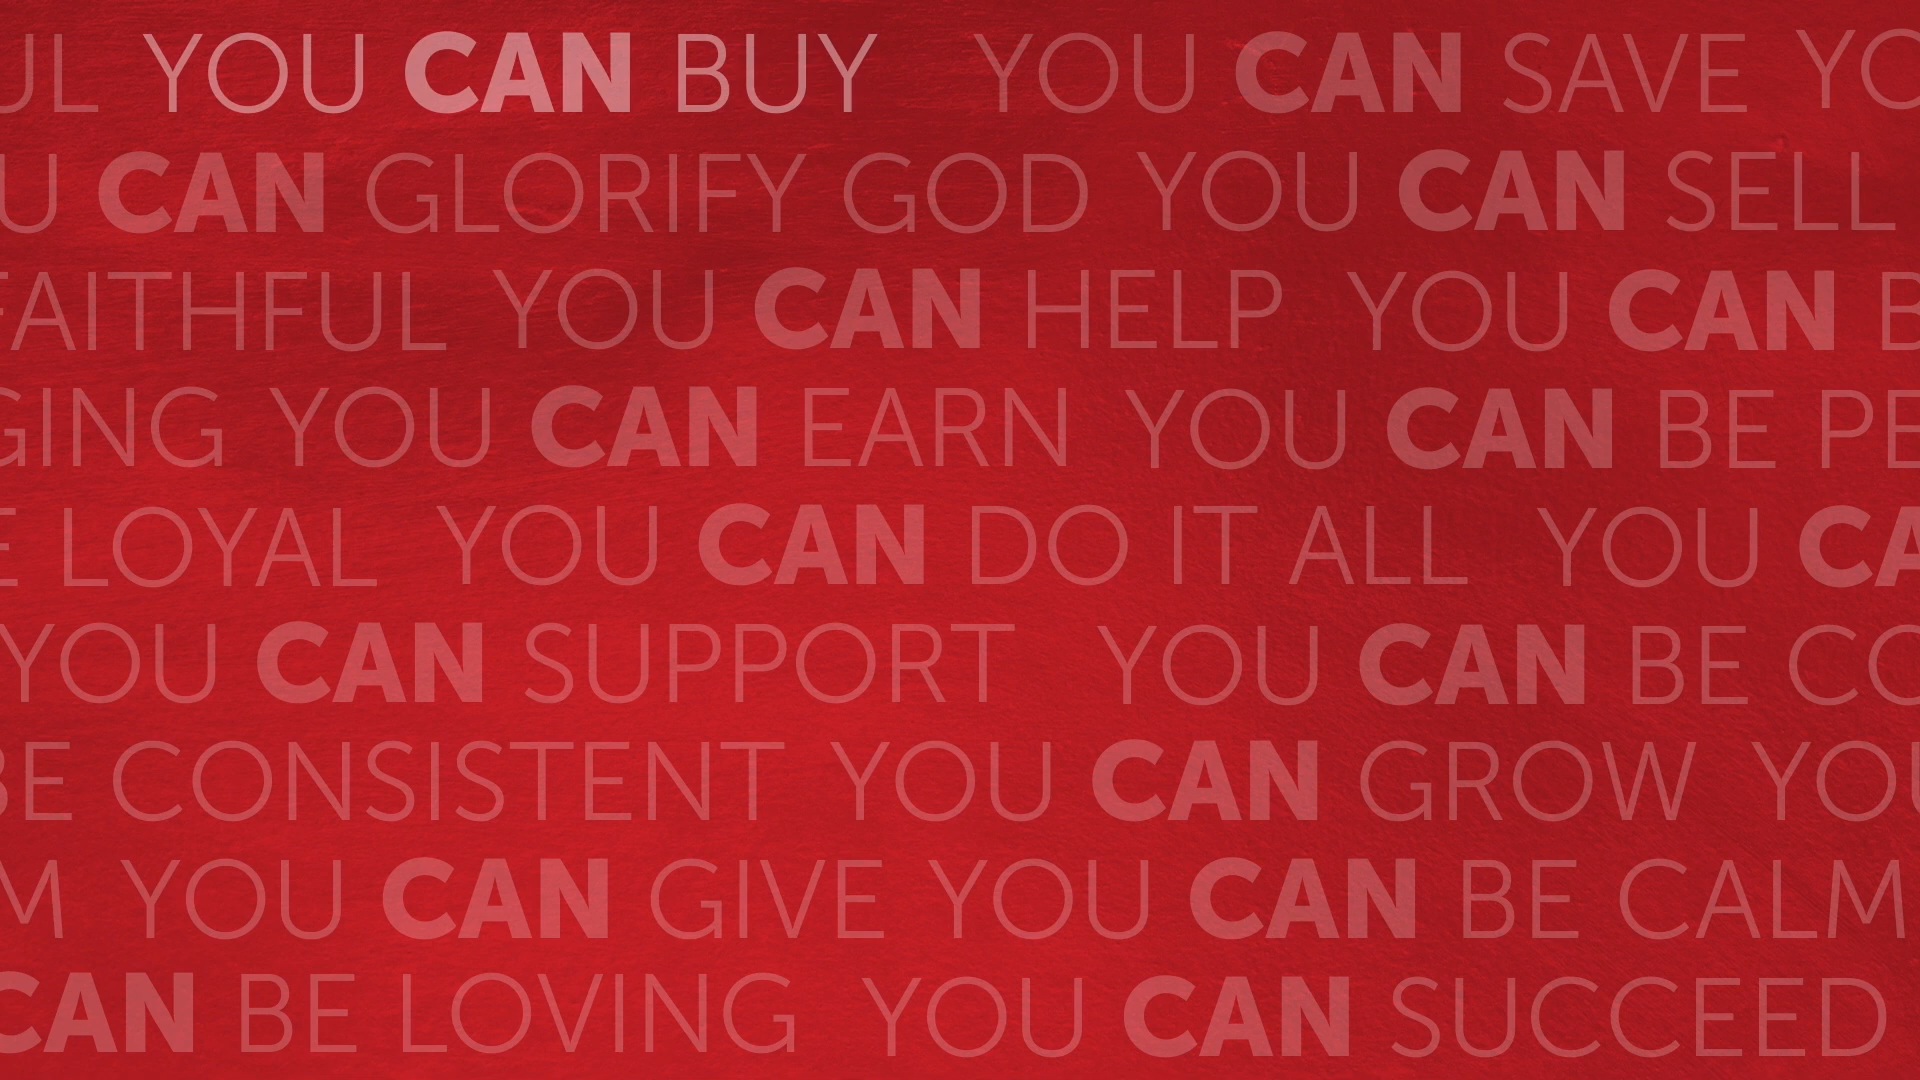 UL YOU CAN BUY YOU CAN SAVE YO
U CAN GLORIFY GOD YOU CAN SELL
FAITHFUL YOU CAN HELP YOU CAN B
GING YOU CAN EARN YOU CAN BE PE
E LOYAL YOU CAN DO IT ALL YOU CA
YOU CAN SUPPORT YOU CAN BE CO
BE CONSISTENT YOU CAN GROW YOU
M YOU CAN GIVE YOU CAN BE CALM
CAN BE LOVING YOU CAN SUCCEED